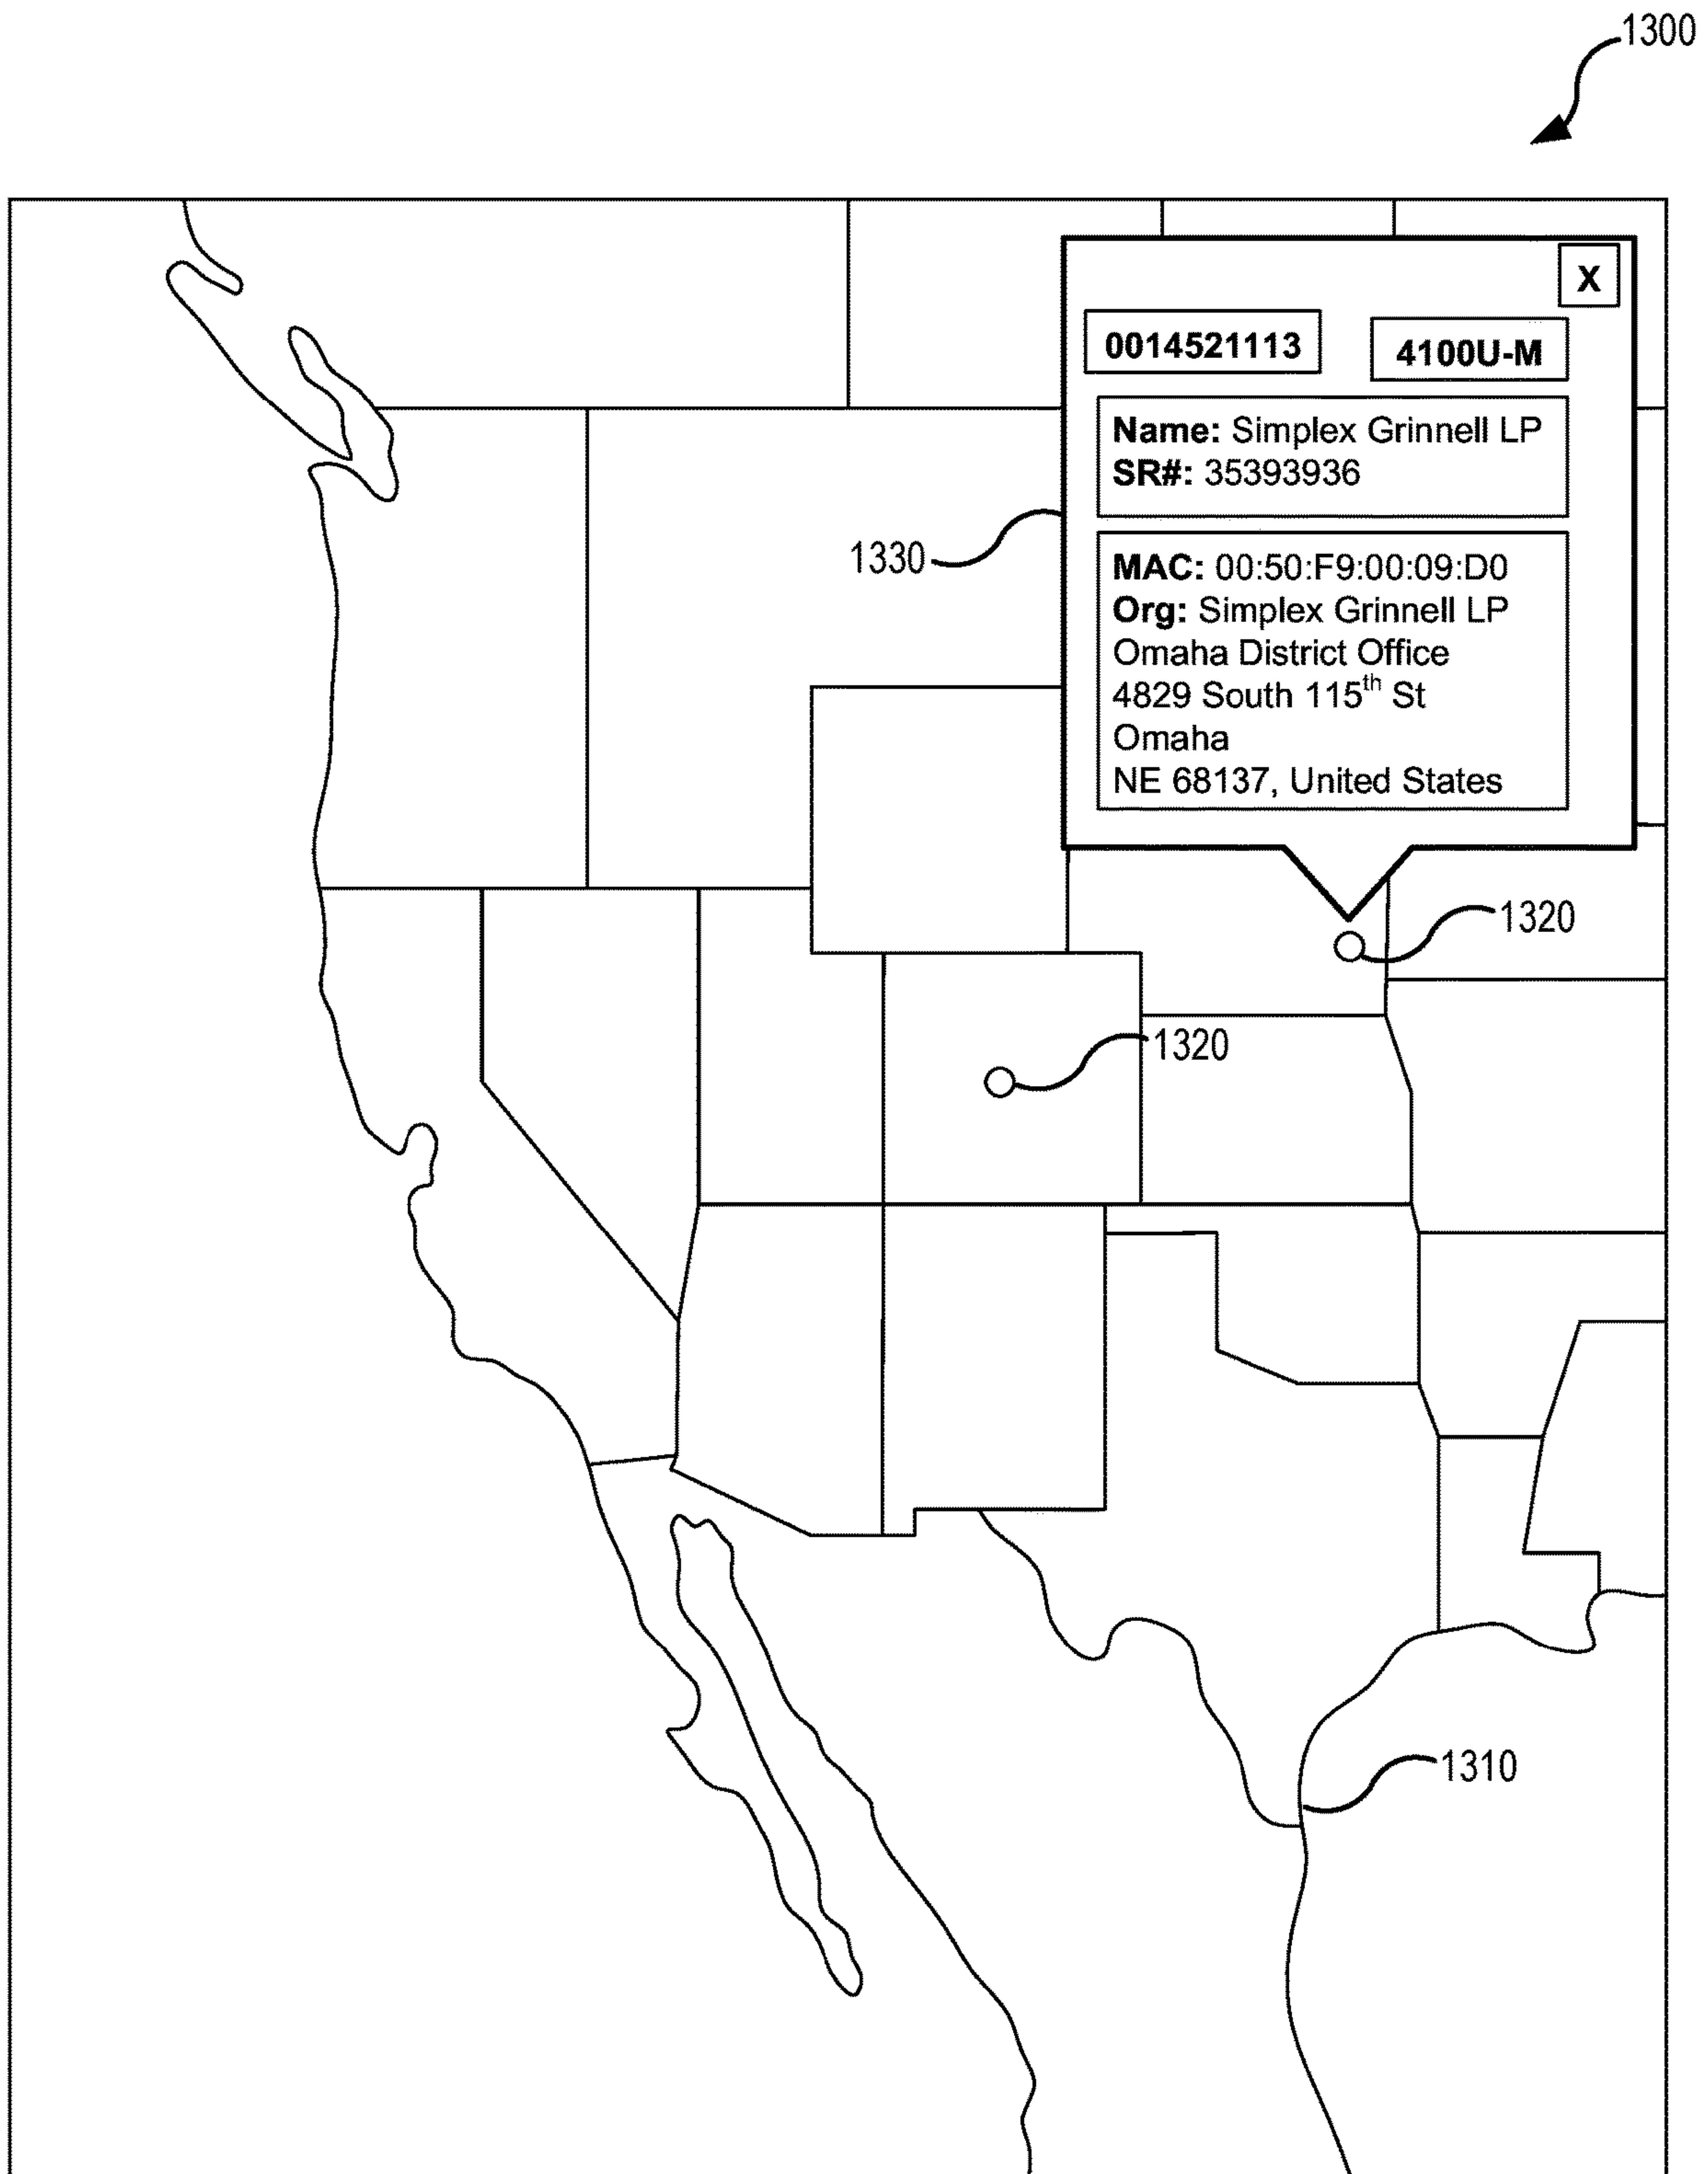 1300
X
0014521113
4100U-M
Name: Simplex Grinnell LP
SR#: 35393936
1330
MAC: 00:50:F9:00:09:D0
Org: Simplex Grinnell LP
Omaha District Office
4829 South 115th St
Omaha
NE 68137, United States
1320
1320
1310